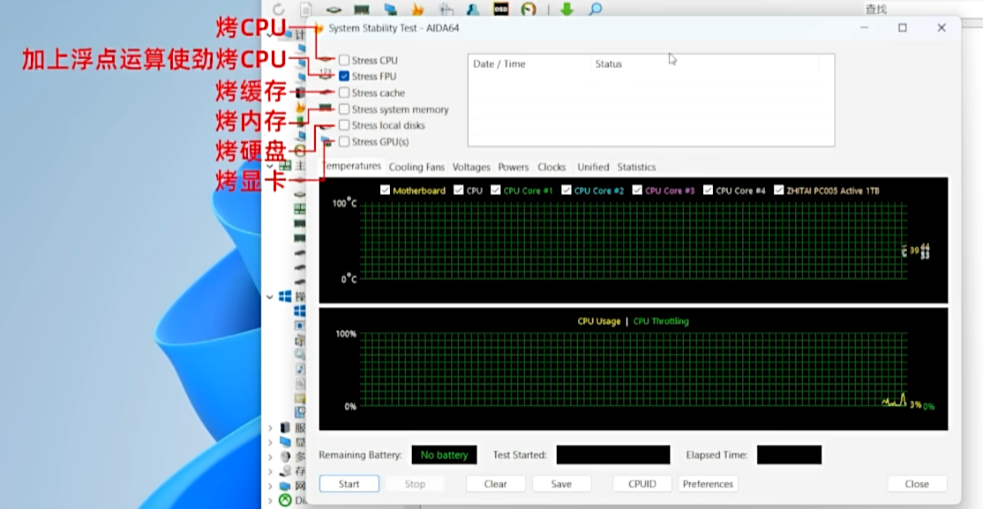 查找
烤CPU
加上浮点运算使劲烤CPU
烤缓存
烤内存
烤硬盘
烤显卡
System Stability Test - AIDA64
Stress CPU
Stress FPU
Stress cache
Stress system memory
Stress local disks
Stress GPU(s)
Date / Time Status
Temperatures Cooling Fans Voltages Powers Clocks Unified Statistics
Motherboard CPU CPU Core #1 CPU Core #2 CPU Core #3 CPU Core #4 ZHITAI PC005 Active 1TB
100°C
39 44 33
0°C
CPU Usage | CPU Throttling
100%
0% 3% 0%
Remaining Battery: No battery Test Started: Elapsed Time:
Start Stop Clear Save CPUID Preferences Close